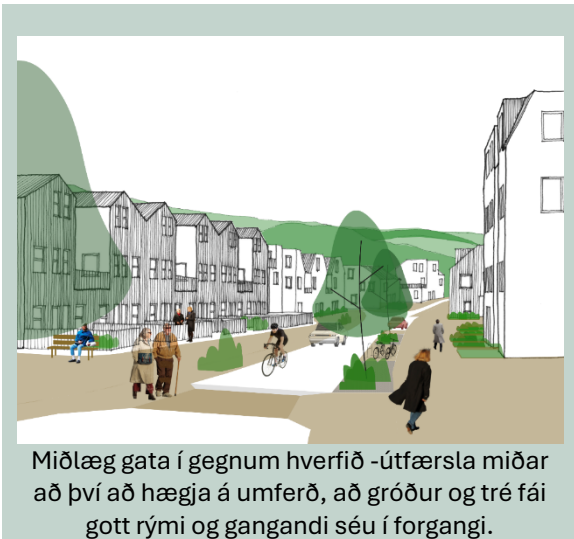 Miðlæg gata í gegnum hverfið -útfærsla miðar
að því að hægja á umferð, að gróður og tré fái
gott rými og gangandi séu í forgangi.